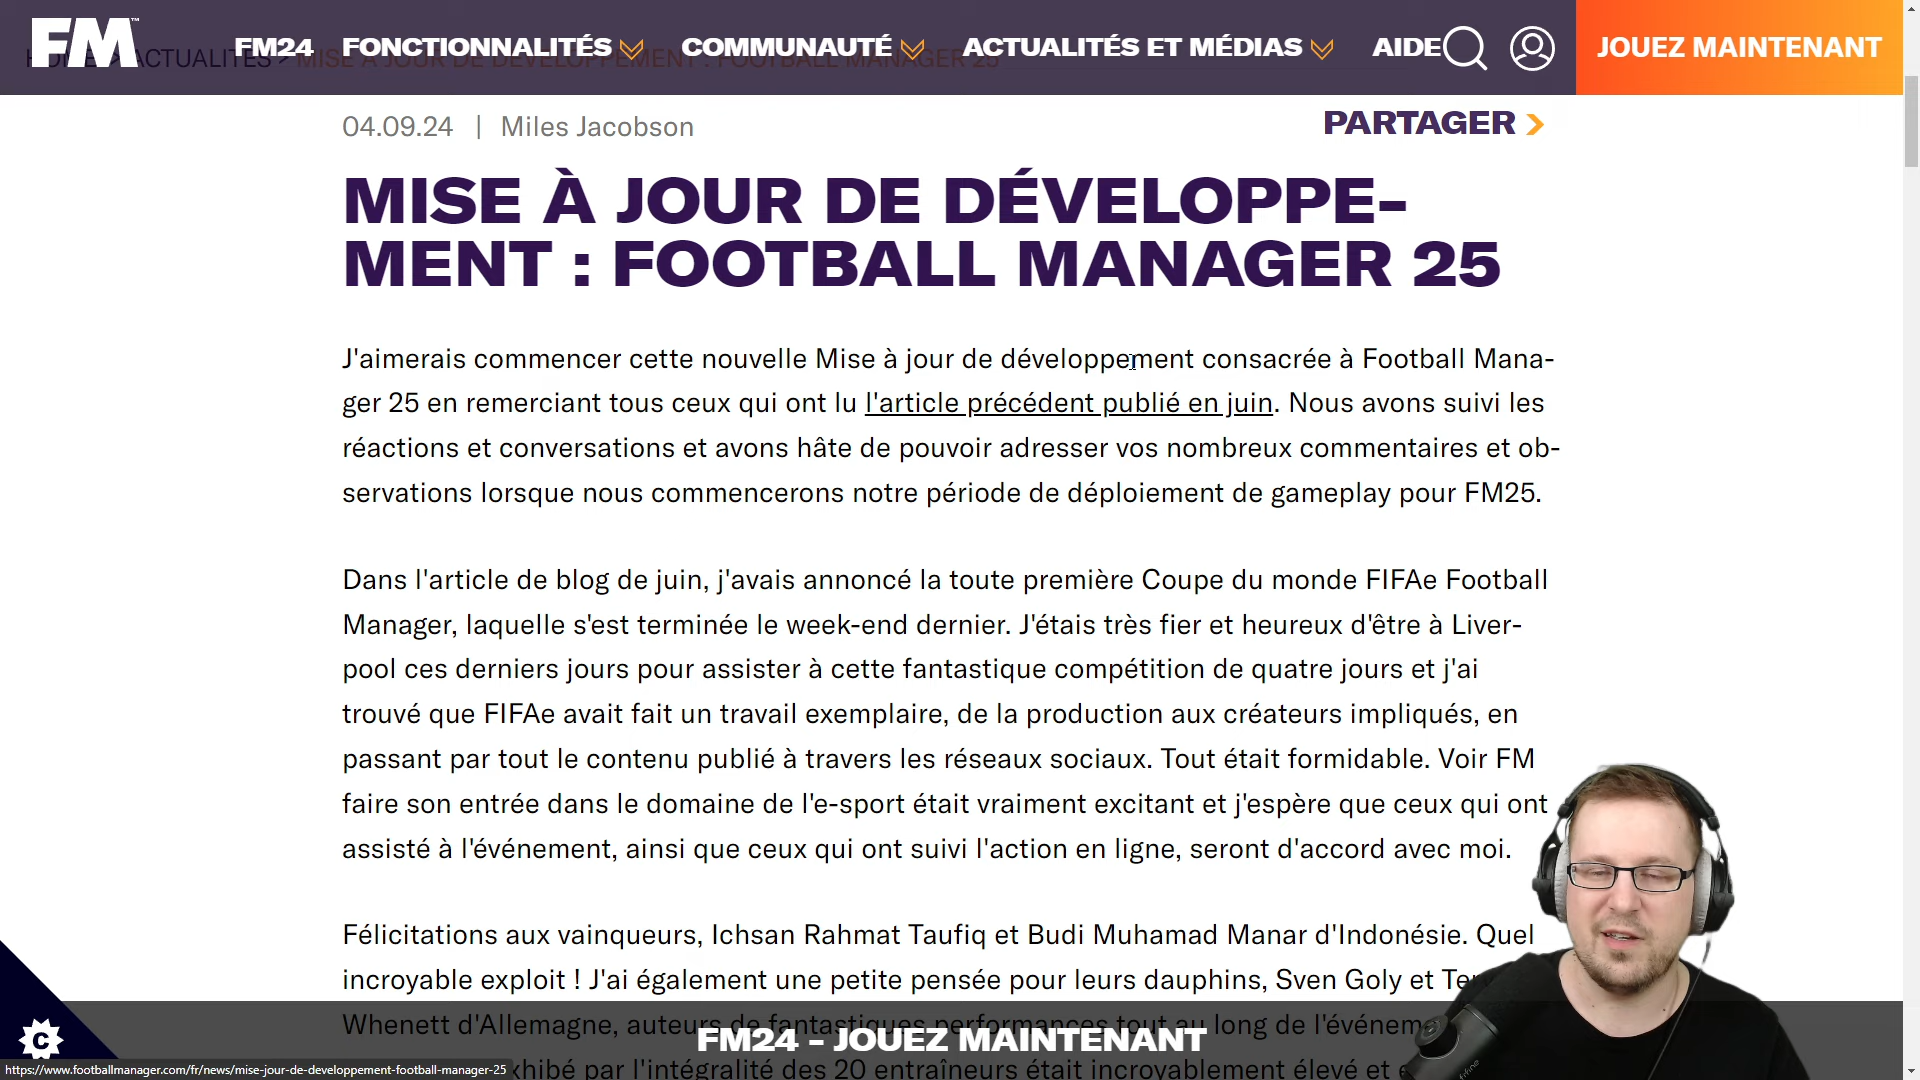 FM™
FM24 FONCTIONNALITÉS COMMUNAUTÉ ACTUALITÉS ET MÉDIAS AIDE JOUEZ MAINTENANT
HOME > ACTUALITÉS > MISE À JOUR DE DÉVELOPPEMENT : FOOTBALL MANAGER 25
04.09.24 | Miles Jacobson PARTAGER
MISE À JOUR DE DÉVELOPPE-
MENT : FOOTBALL MANAGER 25
J'aimerais commencer cette nouvelle Mise à jour de développement consacrée à Football Mana-
ger 25 en remerciant tous ceux qui ont lu l'article précédent publié en juin. Nous avons suivi les
réactions et conversations et avons hâte de pouvoir adresser vos nombreux commentaires et ob-
servations lorsque nous commencerons notre période de déploiement de gameplay pour FM25.
Dans l'article de blog de juin, j'avais annoncé la toute première Coupe du monde FIFAe Football
Manager, laquelle s'est terminée le week-end dernier. J'étais très fier et heureux d'être à Liver-
pool ces derniers jours pour assister à cette fantastique compétition de quatre jours et j'ai
trouvé que FIFAe avait fait un travail exemplaire, de la production aux créateurs impliqués, en
passant par tout le contenu publié à travers les réseaux sociaux. Tout était formidable. Voir FM
faire son entrée dans le domaine de l'e-sport était vraiment excitant et j'espère que ceux qui ont
assisté à l'événement, ainsi que ceux qui ont suivi l'action en ligne, seront d'accord avec moi.
Félicitations aux vainqueurs, Ichsan Rahmat Taufiq et Budi Muhamad Manar d'Indonésie. Quel
incroyable exploit ! J'ai également une petite pensée pour leurs dauphins, Sven Goly et
Whenett d'Allemagne, auteurs de fantastiques performances tout au long de l'événem
FM24 - JOUEZ MAINTENANT
C
https://www.footballmanager.com/fr/news/mise-jour-de-developpement-football-manager-25
xhibé par l'intégralité des 20 entraîneurs était incroyablement élevé et